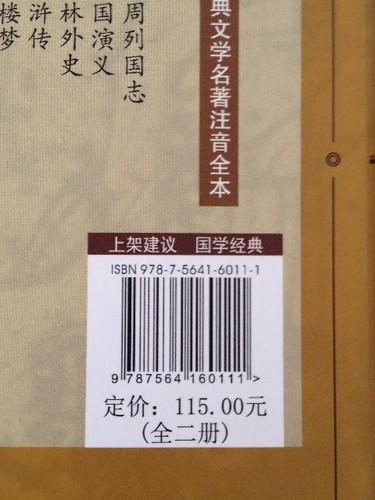 典文学名著注音全本
周列国志
国演义
林外史
浒传
楼梦
上架建议 国学经典
ISBN 978-7-5641-6011-1
9 787564 160111 >
定价：115.00元
(全二册)